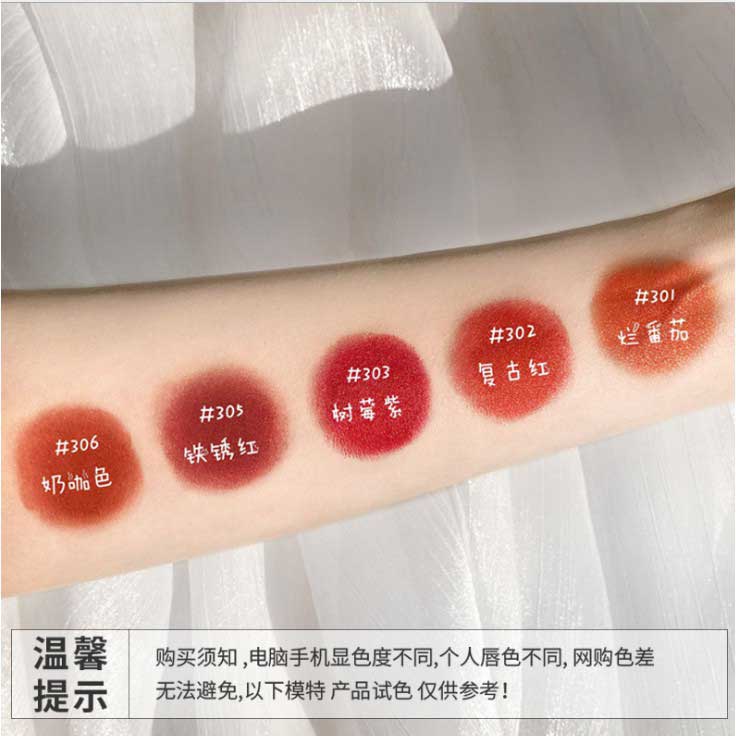 #301
烂番茄
#302
复古红
#303
树莓紫
#305
铁锈红
#306
奶咖色
温馨
提示
购买须知 ,电脑手机显色度不同,个人唇色不同, 网购色差
无法避免,以下模特 产品试色 仅供参考！